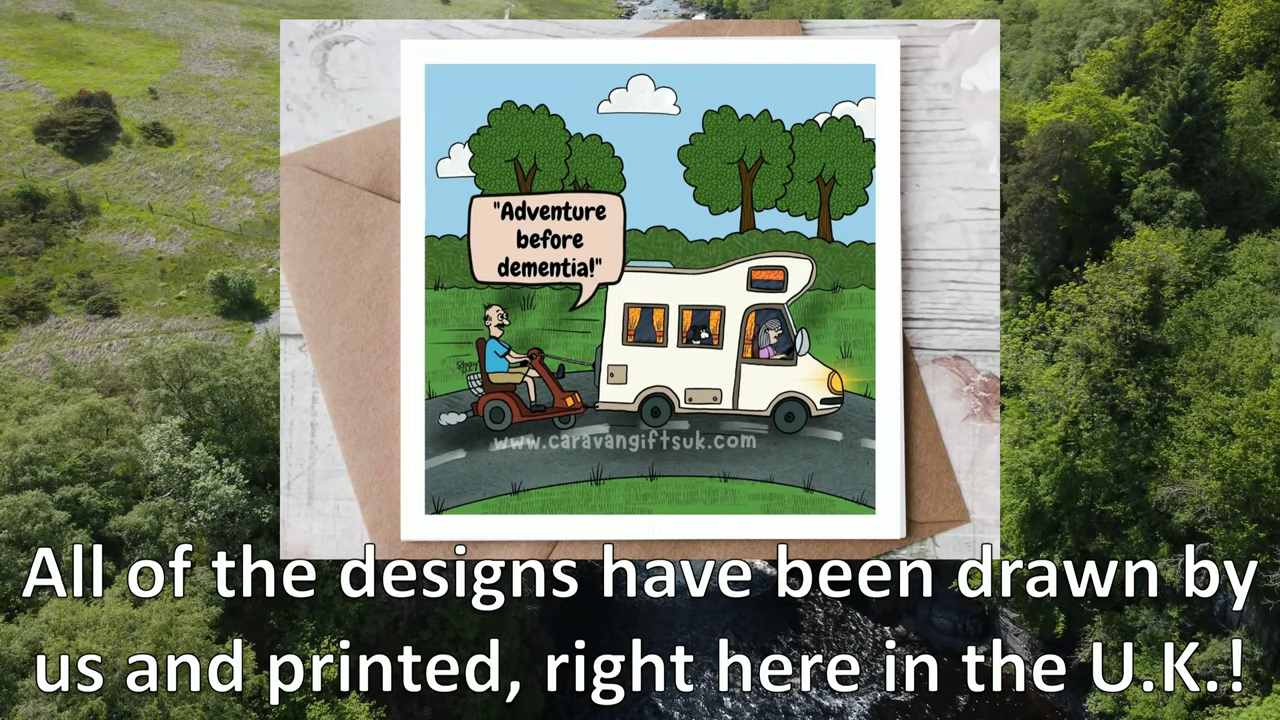 "Adventure
before
dementia!"
www.caravangiftsuk.com
All of the designs have been drawn by
us and printed, right here in the U.K.!